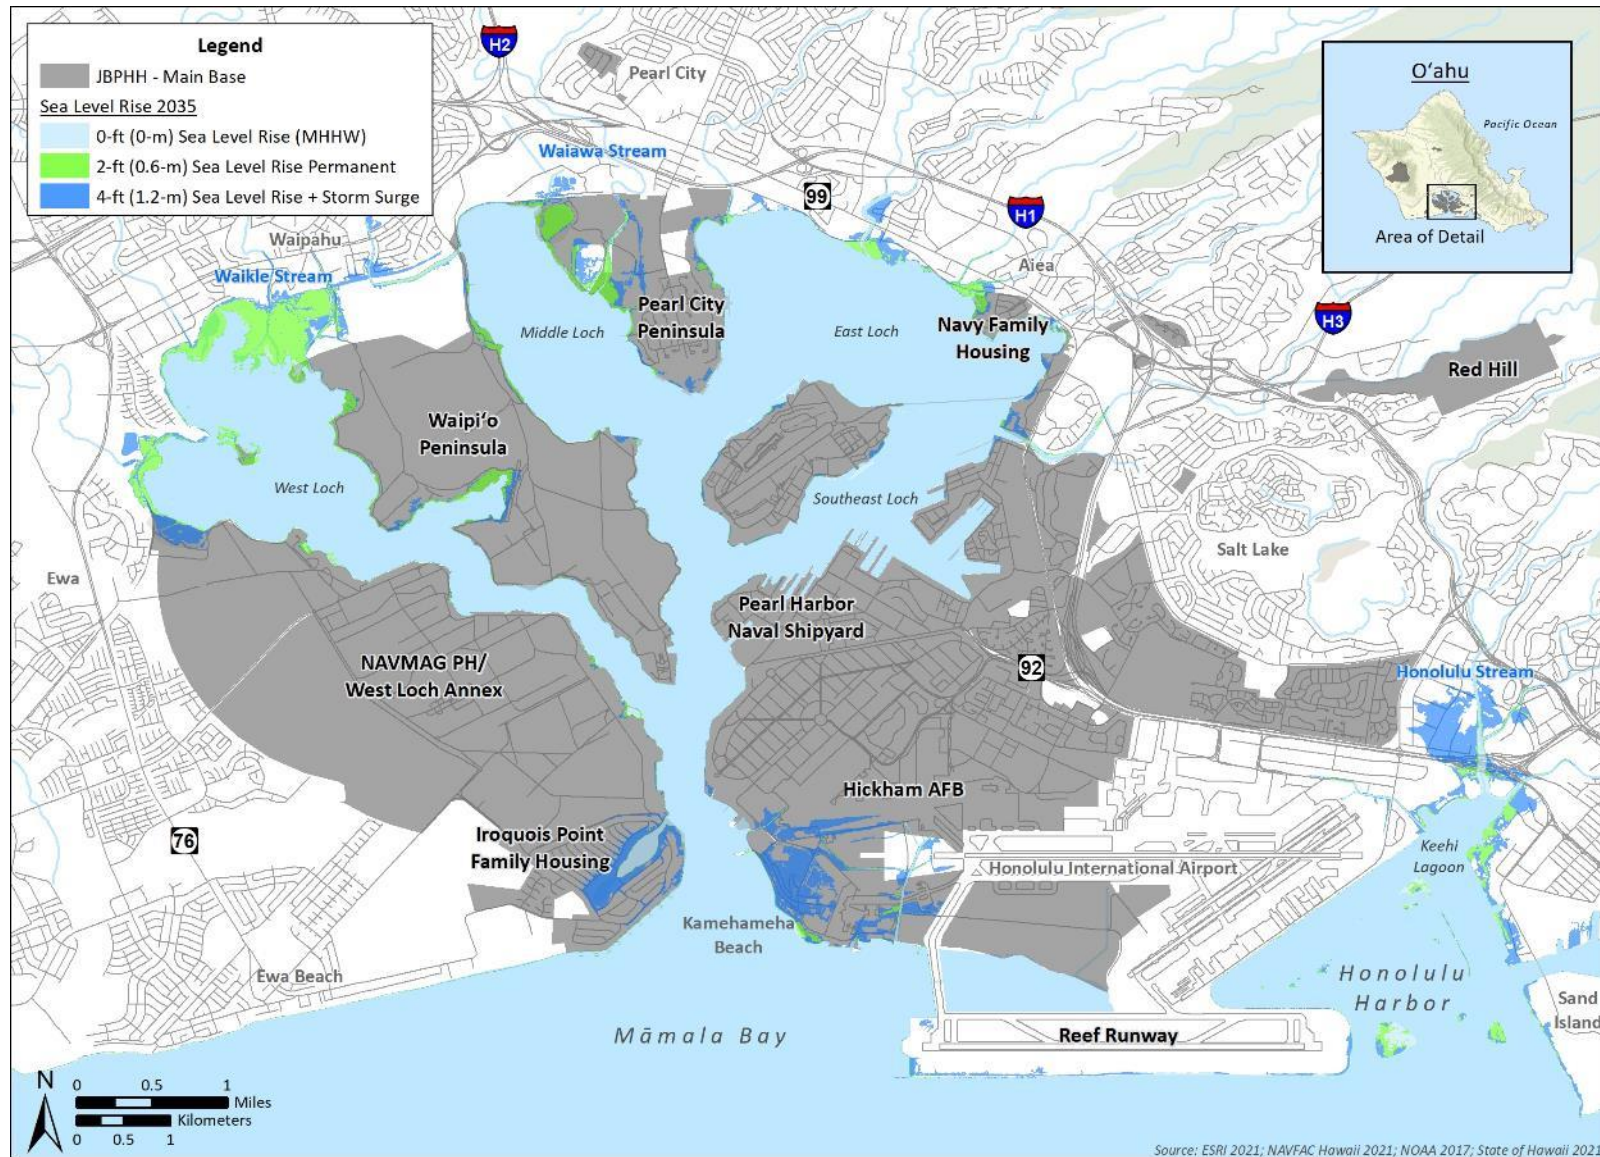 Legend
JBPHH - Main Base
Sea Level Rise 2035
0-ft (0-m) Sea Level Rise (MHHW)
2-ft (0.6-m) Sea Level Rise Permanent
4-ft (1.2-m) Sea Level Rise + Storm Surge
H2
Pearl City
O‘ahu
Pacific Ocean
Area of Detail
Waiawa Stream
99
H1
Waipahu
Aiea
Waikle Stream
H3
Pearl City
Peninsula
Middle Loch
East Loch
Navy Family
Housing
Red Hill
Waipi‘o
Peninsula
West Loch
Southeast Loch
Salt Lake
Ewa
Pearl Harbor
Naval Shipyard
NAVMAG PH/
West Loch Annex
92
Honolulu Stream
Hickham AFB
Iroquois Point
Family Housing
76
Keehi
Lagoon
Honolulu International Airport
Kamehameha
Beach
Ewa Beach
Honolulu
Harbor
Sand
Island
Māmala Bay
Reef Runway
N
0 0.5 1
Miles
Kilometers
0 0.5 1
Source: ESRI 2021; NAVFAC Hawaii 2021; NOAA 2017; State of Hawaii 2021